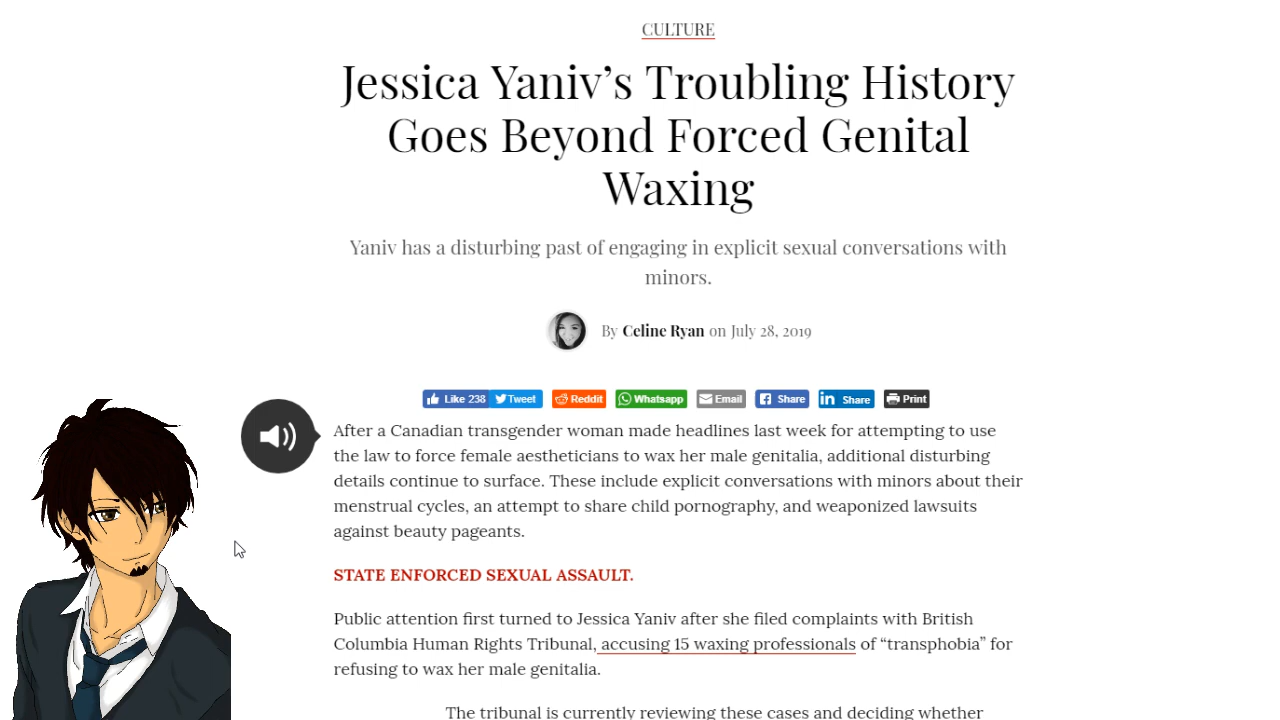 CULTURE
Jessica Yaniv’s Troubling History
Goes Beyond Forced Genital
Waxing
Yaniv has a disturbing past of engaging in explicit sexual conversations with
minors.
By Celine Ryan on July 28, 2019
Like 238 Tweet Reddit Whatsapp Email Share Share Print
After a Canadian transgender woman made headlines last week for attempting to use
the law to force female aestheticians to wax her male genitalia, additional disturbing
details continue to surface. These include explicit conversations with minors about their
menstrual cycles, an attempt to share child pornography, and weaponized lawsuits
against beauty pageants.
STATE ENFORCED SEXUAL ASSAULT.
Public attention first turned to Jessica Yaniv after she filed complaints with British
Columbia Human Rights Tribunal, accusing 15 waxing professionals of “transphobia” for
refusing to wax her male genitalia.
The tribunal is currently reviewing these cases and deciding whether